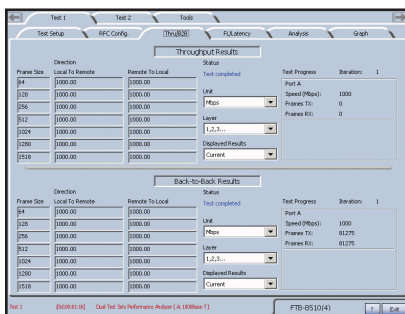 Test 1 Test 2 Tools
Test Setup RFC Config. Thru/B2B FL/Latency Analysis Graph
Throughput Results
Direction Status
Frame Size Local To Remote Remote To Local Test completed Test Progress Iteration: 1
64 1000.00 1000.00 Port A
128 1000.00 1000.00 Unit Speed (Mbps): 1000
256 1000.00 1000.00 Mbps Frames TX: 0
512 1000.00 1000.00 Layer Frames RX: 0
1024 1000.00 1000.00 1,2,3...
1280 1000.00 1000.00 Displayed Results
1518 1000.00 1000.00 Current
Back-to-Back Results
Direction Status
Frame Size Local To Remote Remote To Local Test completed Test Progress Iteration: 1
64 1000.00 1000.00 Port A
128 1000.00 1000.00 Unit Speed (Mbps): 1000
256 1000.00 1000.00 Mbps Frames TX: 81275
512 1000.00 1000.00 Layer Frames RX: 81275
1024 1000.00 1000.00 1,2,3...
1280 1000.00 1000.00 Displayed Results
1518 1000.00 1000.00 Current
Test 1 Dual Test Sets Performance Analyzer ( A: 1000Base-T) FTB-8510(4) ? Exit